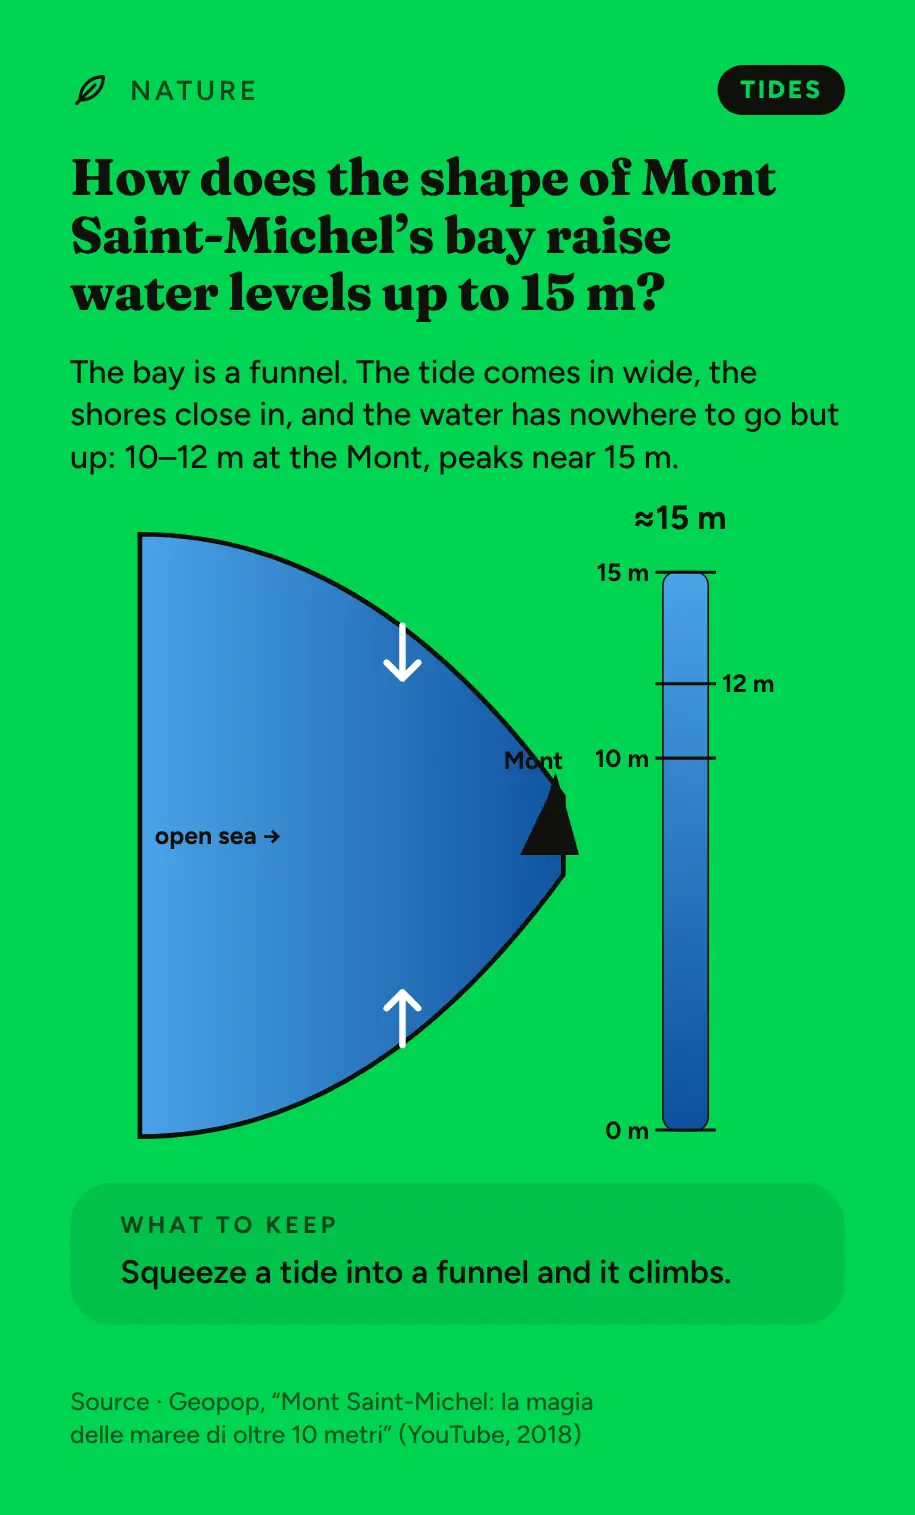 NATURE
TIDES
How does the shape of Mont
Saint-Michel’s bay raise
water levels up to 15 m?
The bay is a funnel. The tide comes in wide, the
shores close in, and the water has nowhere to go but
up: 10–12 m at the Mont, peaks near 15 m.
≈15 m
15 m
12 m
Mont
10 m
open sea →
0 m
WHAT TO KEEP
Squeeze a tide into a funnel and it climbs.
Source · Geopop, “Mont Saint-Michel: la magia
delle maree di oltre 10 metri” (YouTube, 2018)